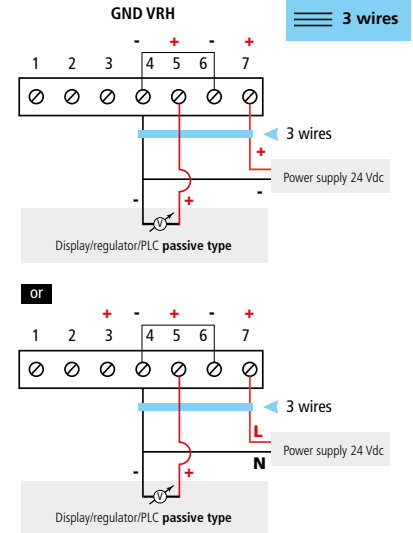 GND VRH
3 wires
- + - +
1 2 3 4 5 6 7
3 wires
+
Power supply 24 Vdc
-
- V +
Display/regulator/PLC passive type
or
+ - + - +
1 2 3 4 5 6 7
3 wires
L
Power supply 24 Vdc
N
- V +
Display/regulator/PLC passive type